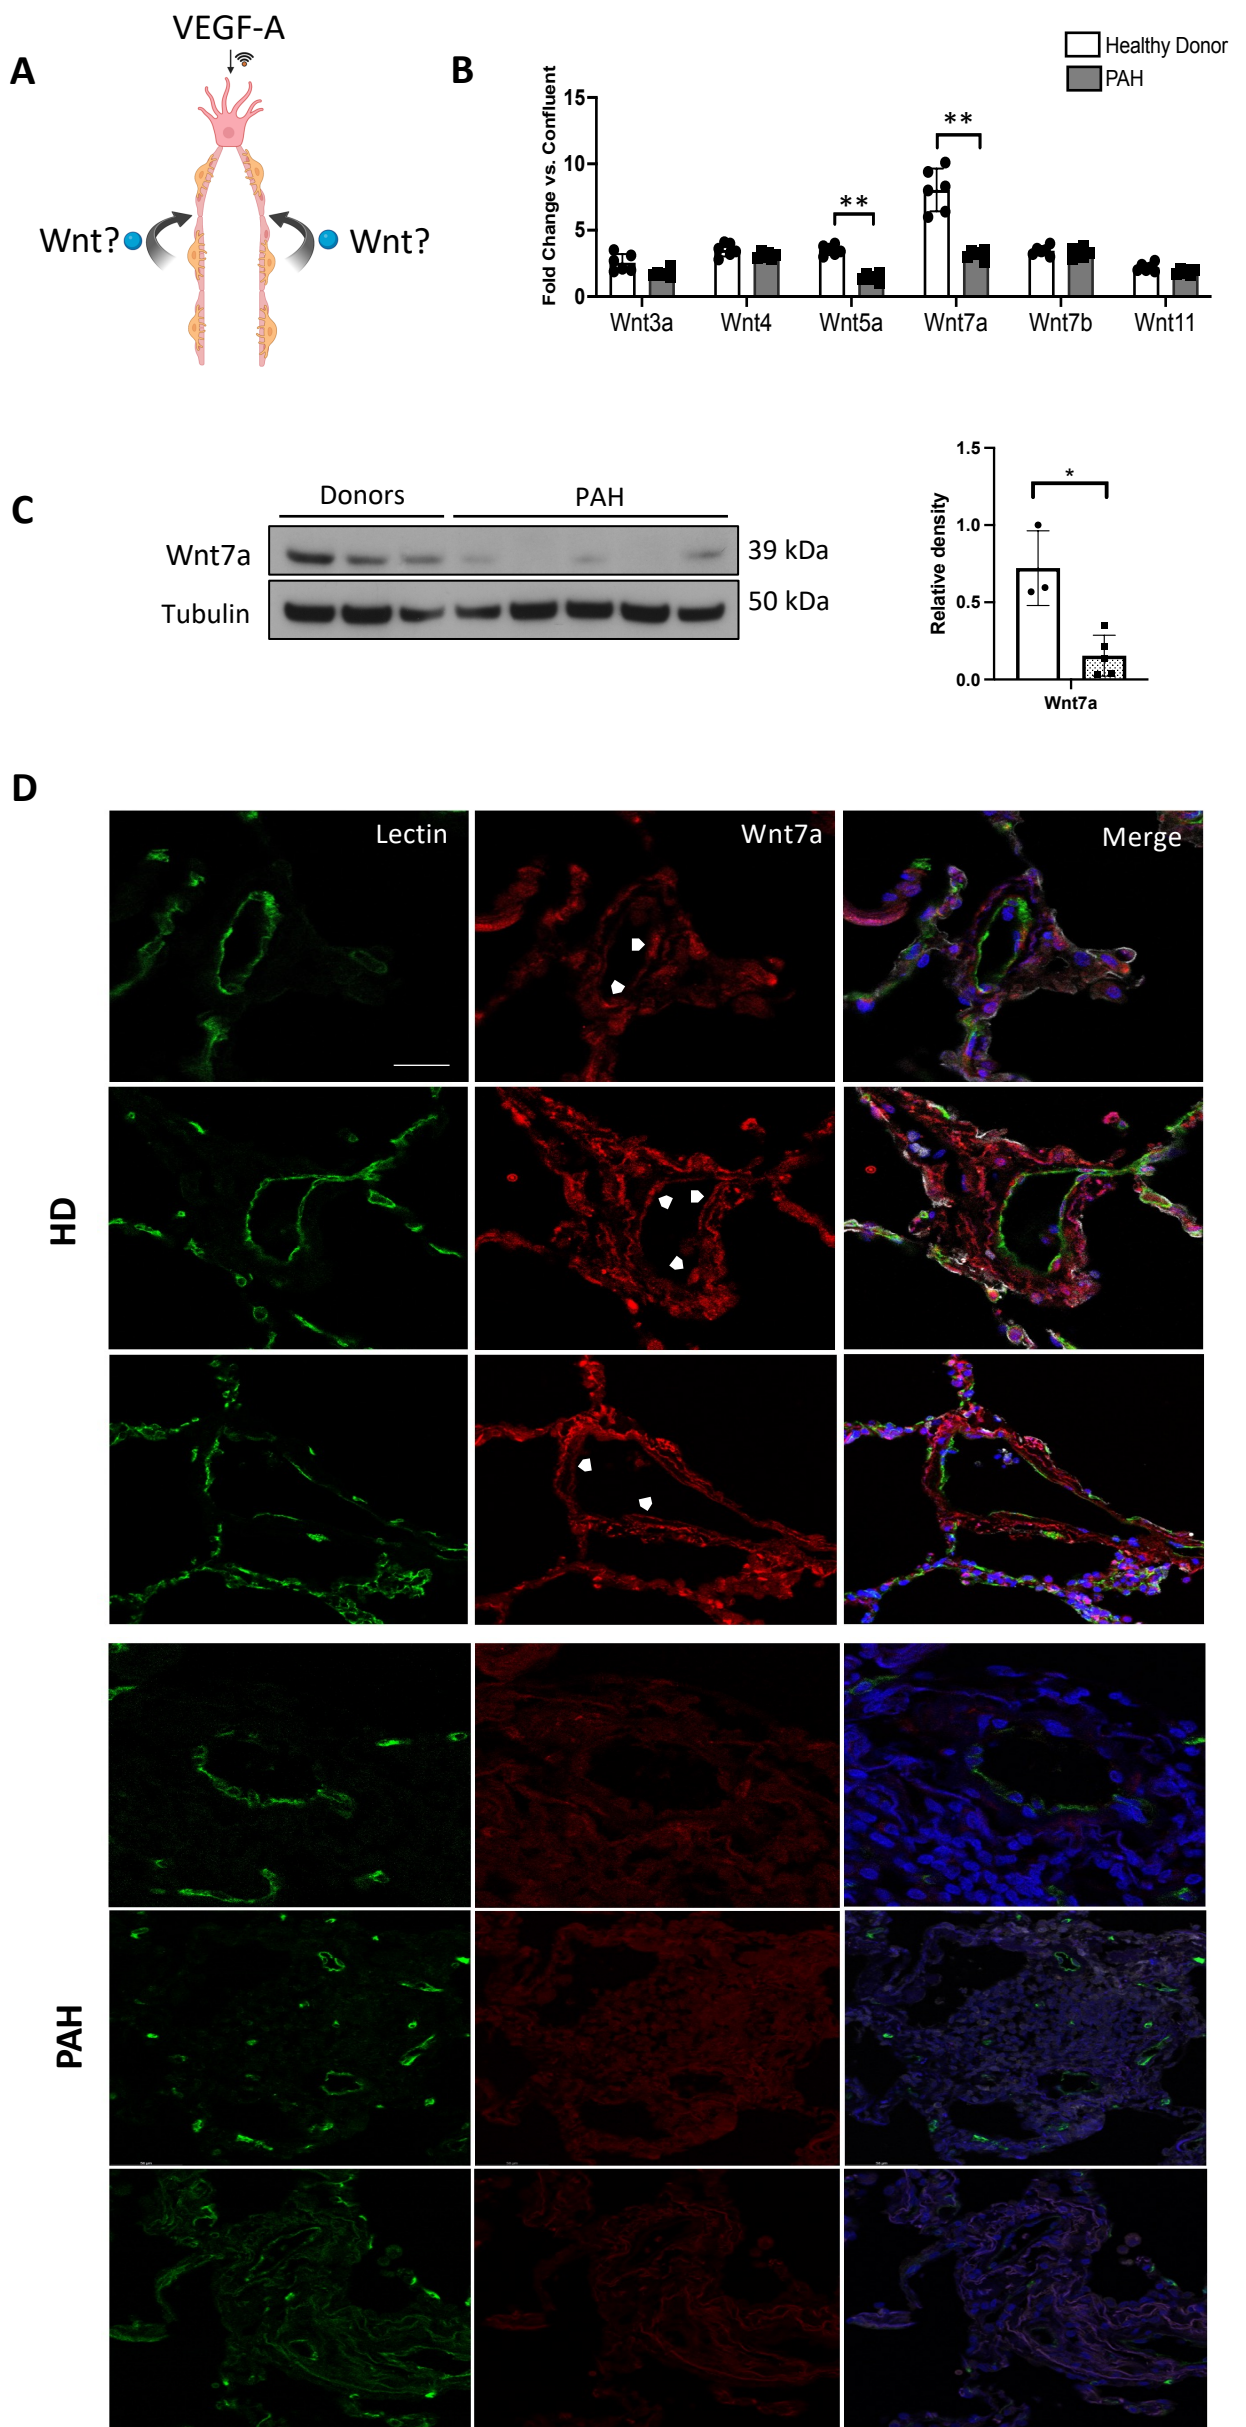 VEGF-A
A
Wnt?
Wnt?
B
Healthy Donor
PAH
Fold Change vs. Confluent
15
10
5
0
**
**
Wnt3a
Wnt4
Wnt5a
Wnt7a
Wnt7b
Wnt11
C
Donors
PAH
Wnt7a
39 kDa
Tubulin
50 kDa
Relative density
1.5
1.0
0.5
0.0
*
Wnt7a
D
Lectin
Wnt7a
Merge
HD
PAH